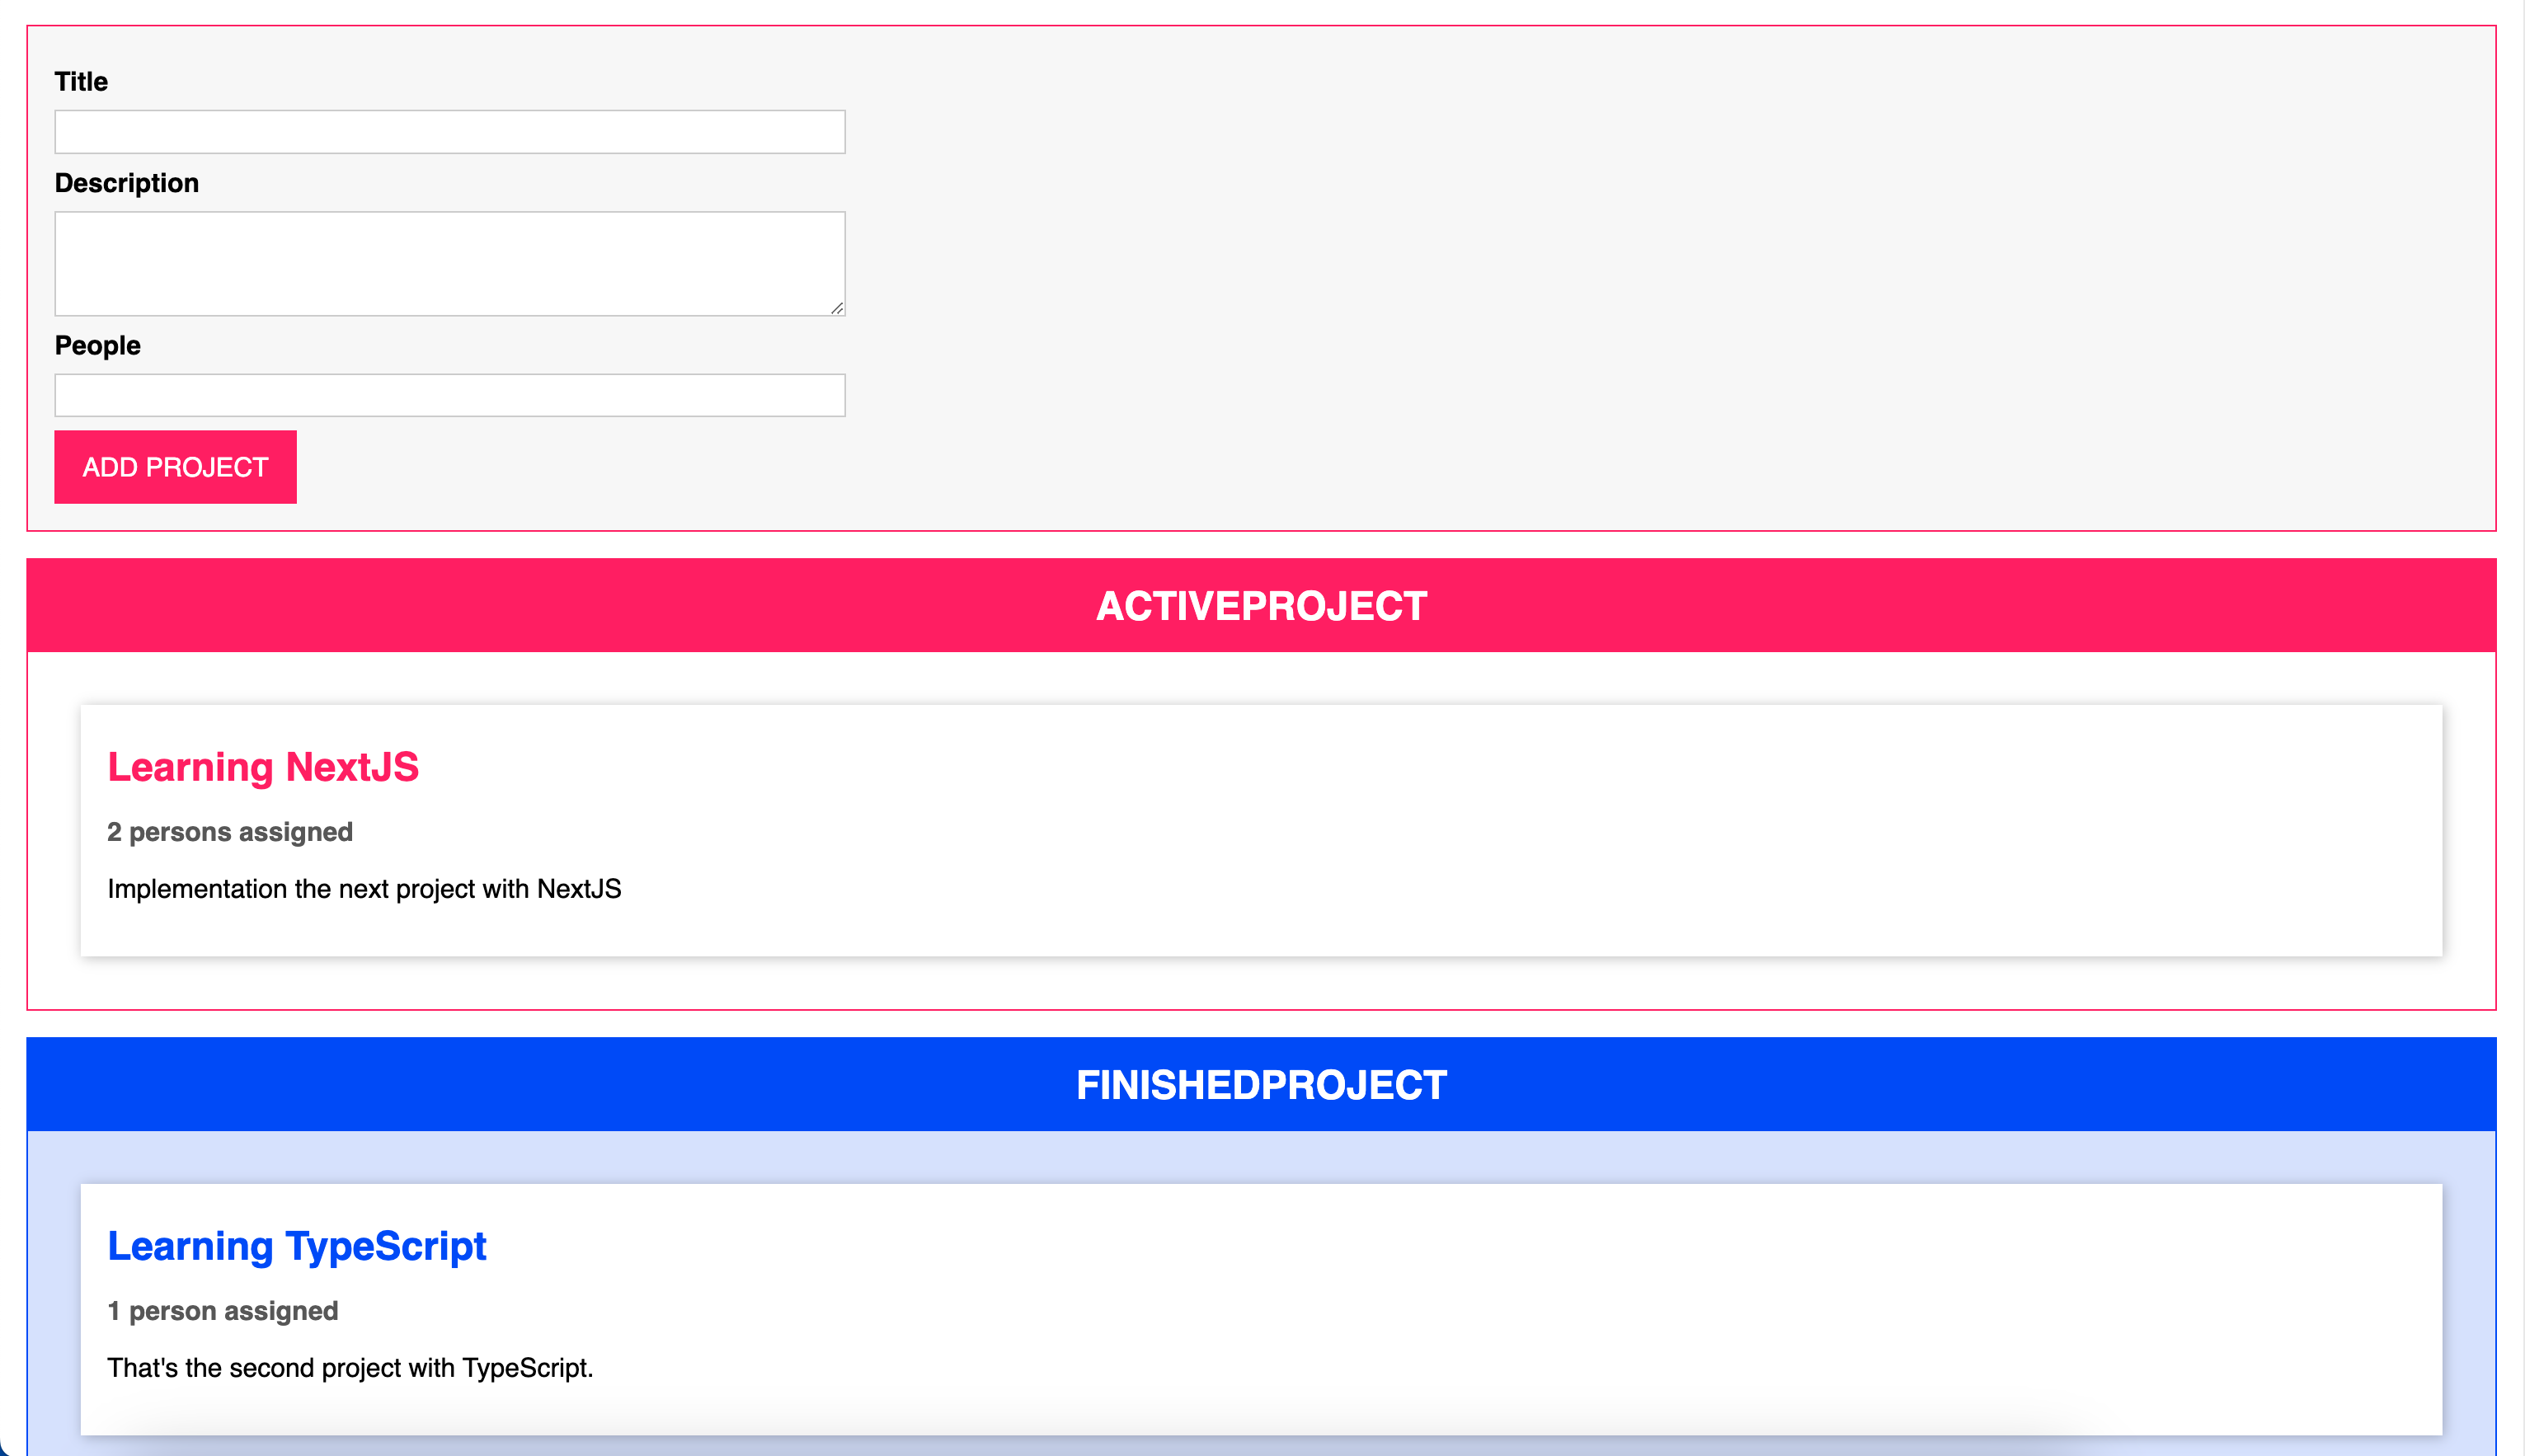 Title
Description
People
ADD PROJECT
ACTIVEPROJECT
Learning NextJS
2 persons assigned
Implementation the next project with NextJS
FINISHEDPROJECT
Learning TypeScript
1 person assigned
That's the second project with TypeScript.